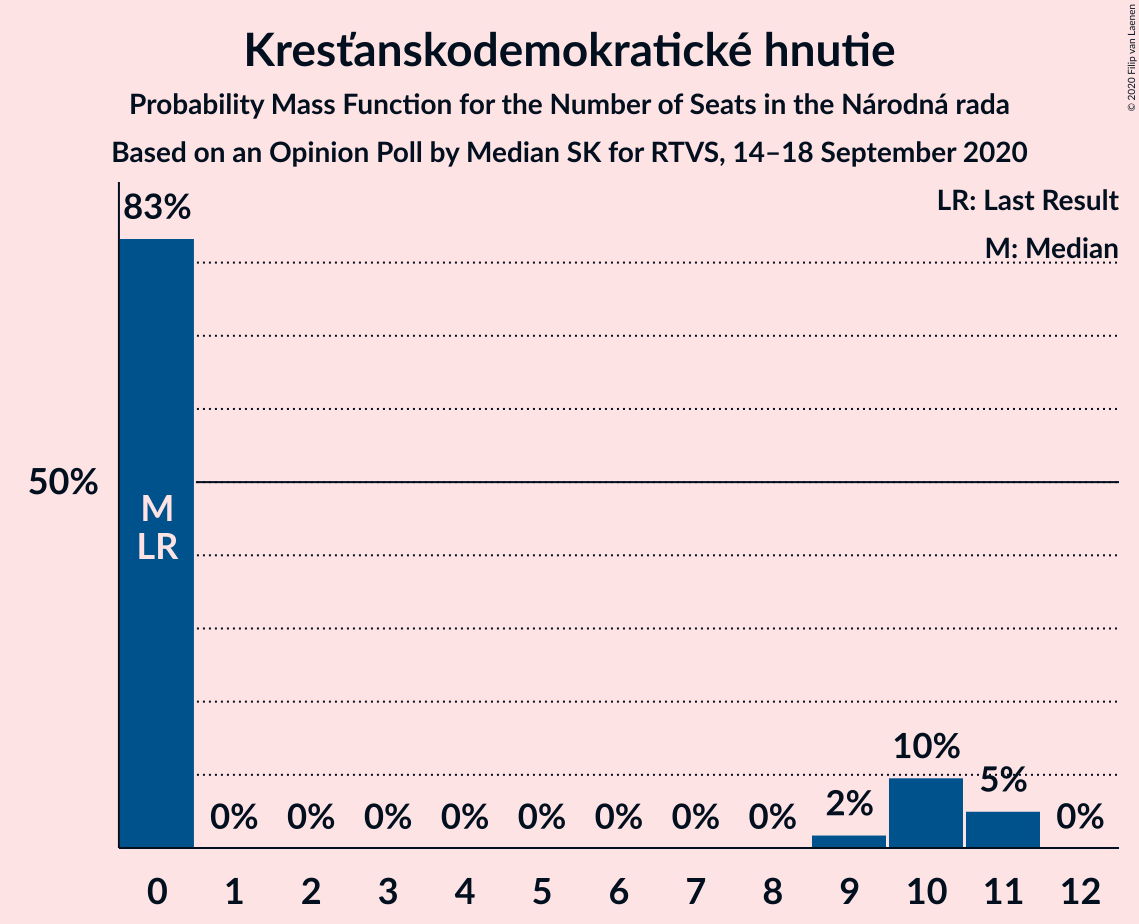 Kresťanskodemokratické hnutie
Probability Mass Function for the Number of Seats in the Národná rada
Based on an Opinion Poll by Median SK for RTVS, 14–18 September 2020
© 2020 Filip van Laenen
LR: Last Result
M: Median
83%
50%
M
LR
0% 0% 0% 0% 0% 0% 0% 0% 2% 10% 5% 0%
0 1 2 3 4 5 6 7 8 9 10 11 12